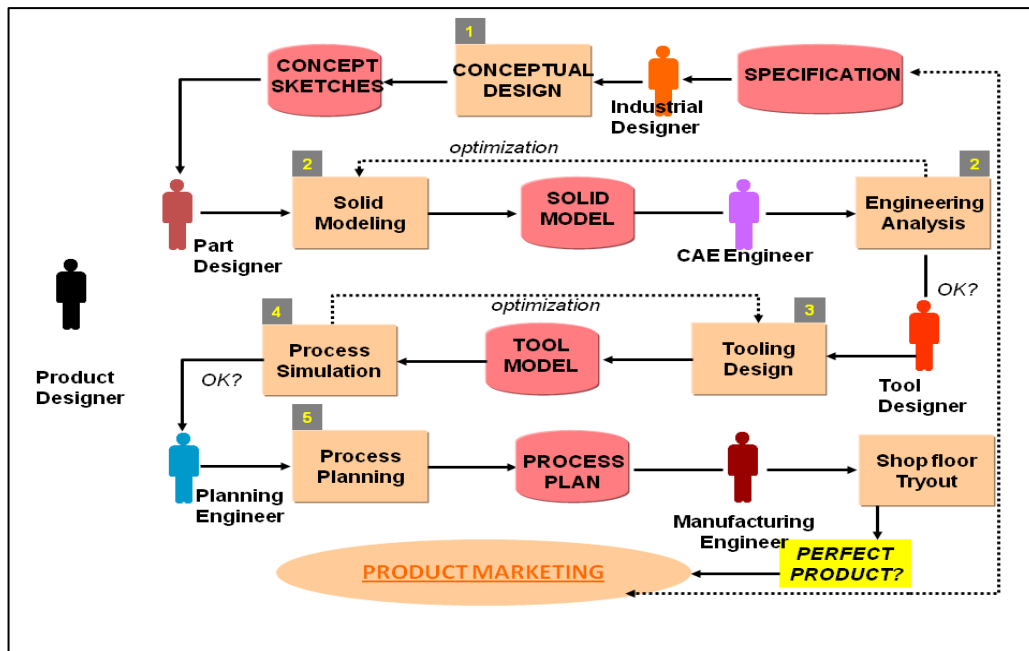 1
CONCEPT
SKETCHES
CONCEPTUAL
DESIGN
Industrial
Designer
SPECIFICATION
optimization
2
2
Part
Designer
Solid
Modeling
SOLID
MODEL
CAE Engineer
Engineering
Analysis
OK?
Product
Designer
optimization
4
3
OK?
Process
Simulation
TOOL
MODEL
Tooling
Design
Tool
Designer
5
Planning
Engineer
Process
Planning
PROCESS
PLAN
Manufacturing
Engineer
Shop floor
Tryout
PERFECT
PRODUCT?
PRODUCT MARKETING